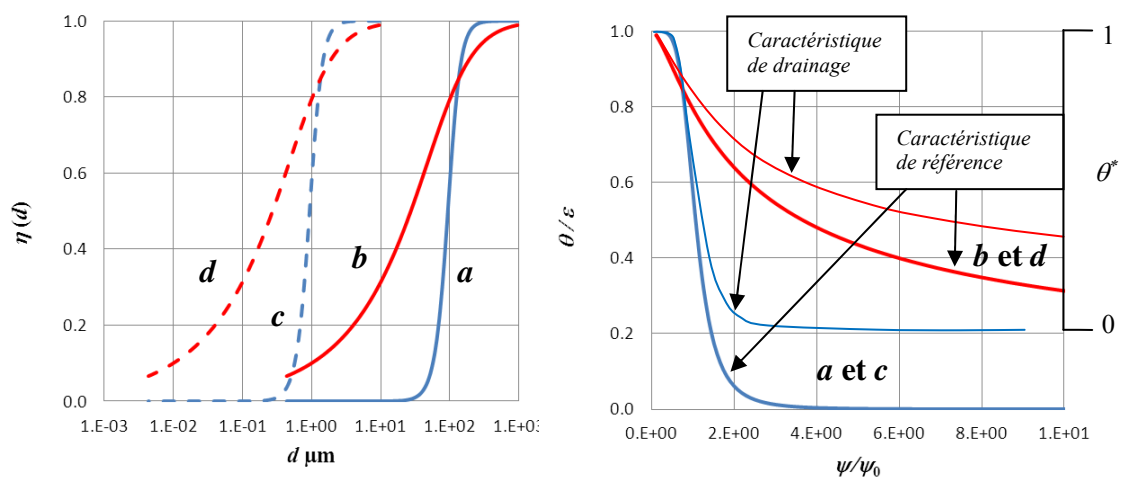 η (d)
1.0
0.8
0.6
0.4
0.2
0.0
d
c
b
a
1.E-03 1.E-02 1.E-01 1.E+00 1.E+01 1.E+02 1.E+03
d µm
θ / ε
1.0
0.8
0.6
0.4
0.2
0.0
Caractéristique
de drainage
Caractéristique
de référence
b et d
a et c
1
θ*
0
0.E+00 2.E+00 4.E+00 6.E+00 8.E+00 1.E+01
ψ/ψ0